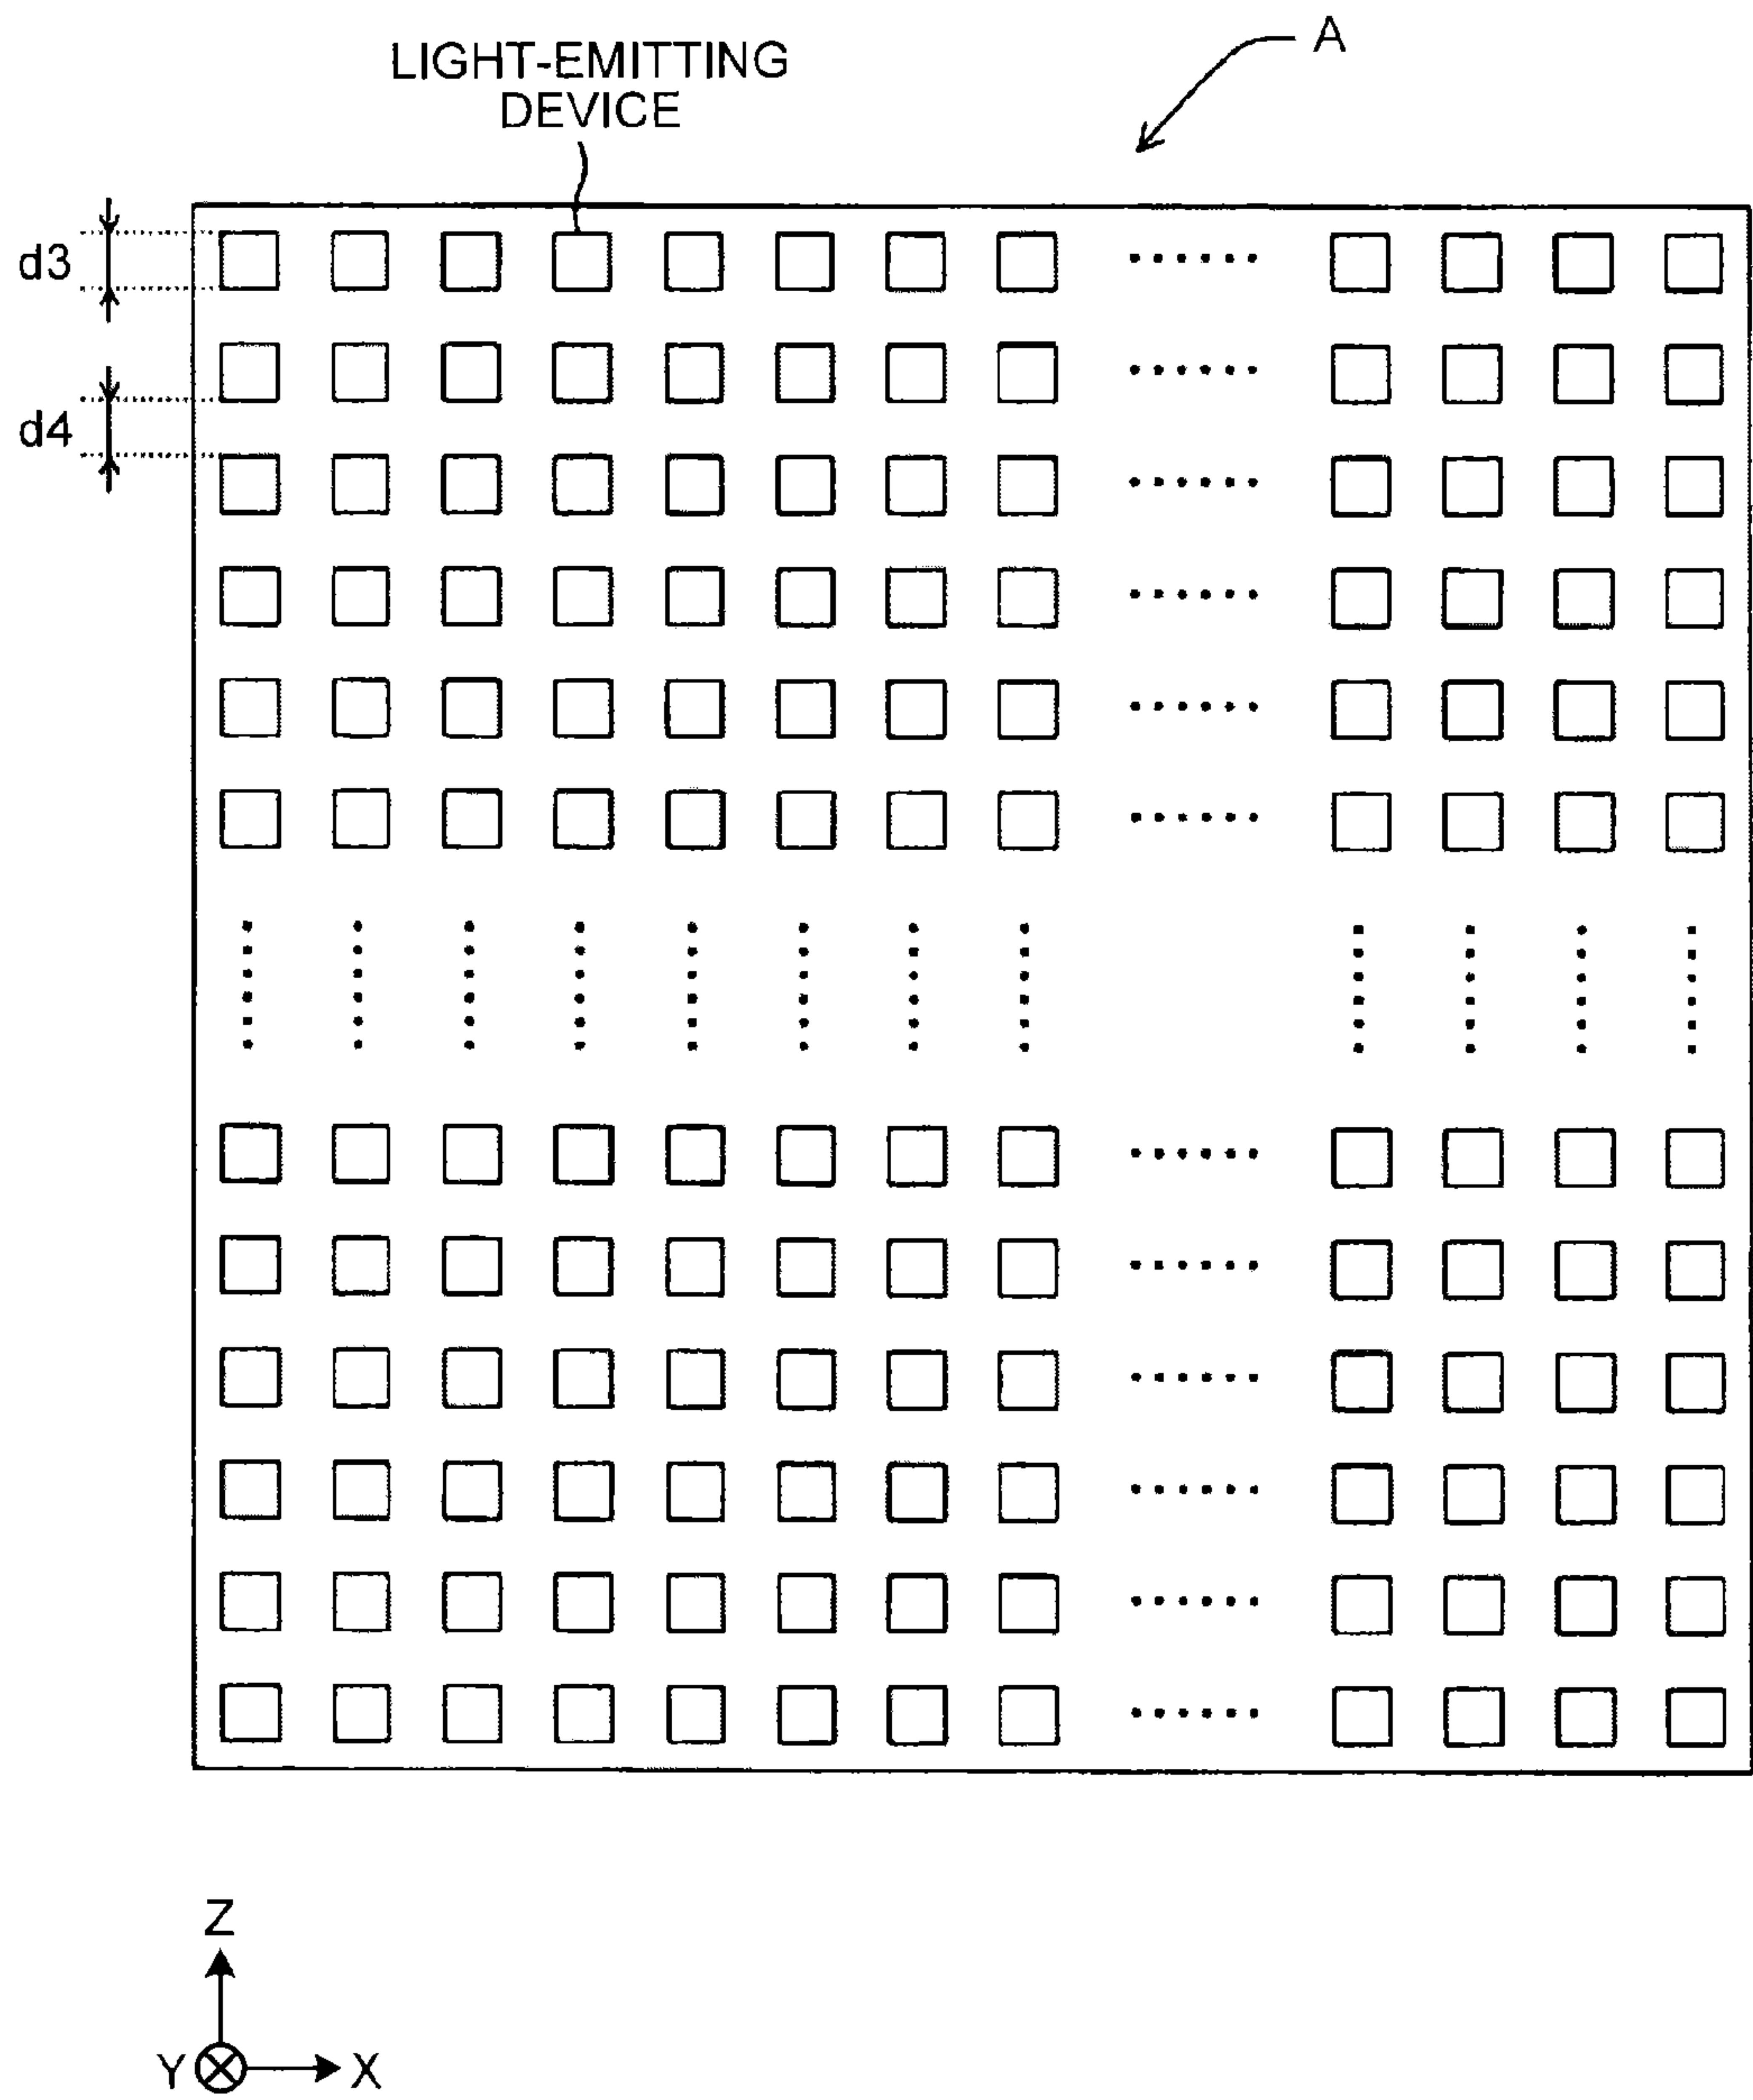 A
LIGHT-EMITTING
DEVICE
d3
d4
Z
Y
X